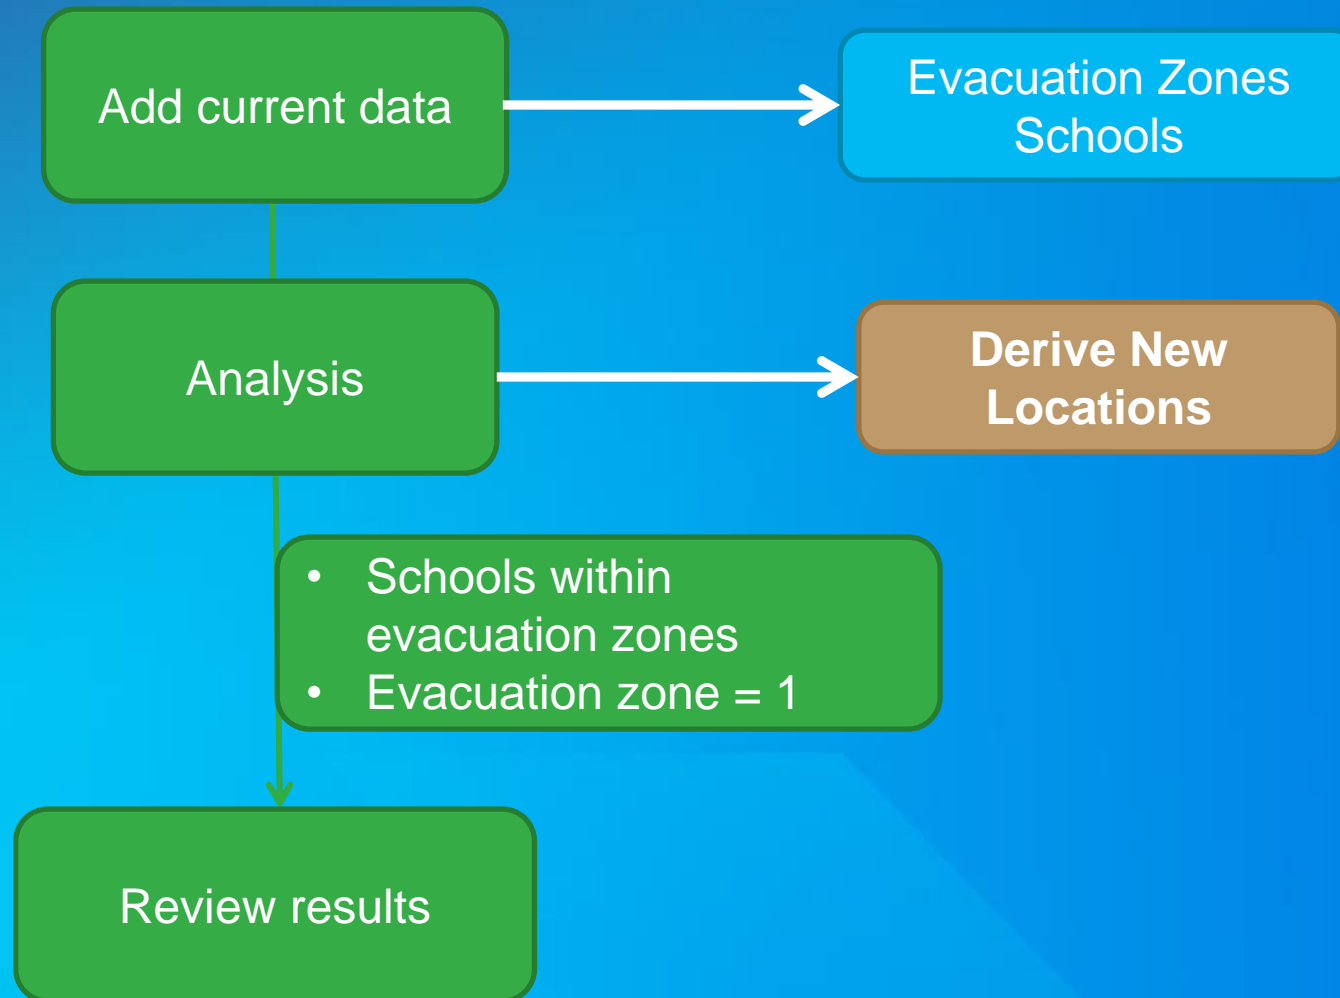 Add current data
Evacuation Zones
Schools
Analysis
Derive New
Locations
• Schools within
evacuation zones
• Evacuation zone = 1
Review results